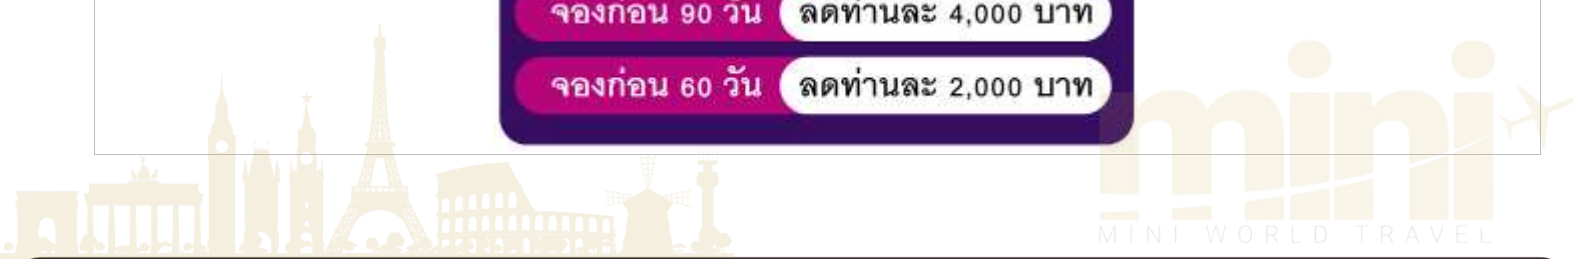 จองก่อน 90 วัน ลดท่านละ 4,000 บาท
จองก่อน 60 วัน ลดท่านละ 2,000 บาท
mini
MINI WORLD TRAVEL